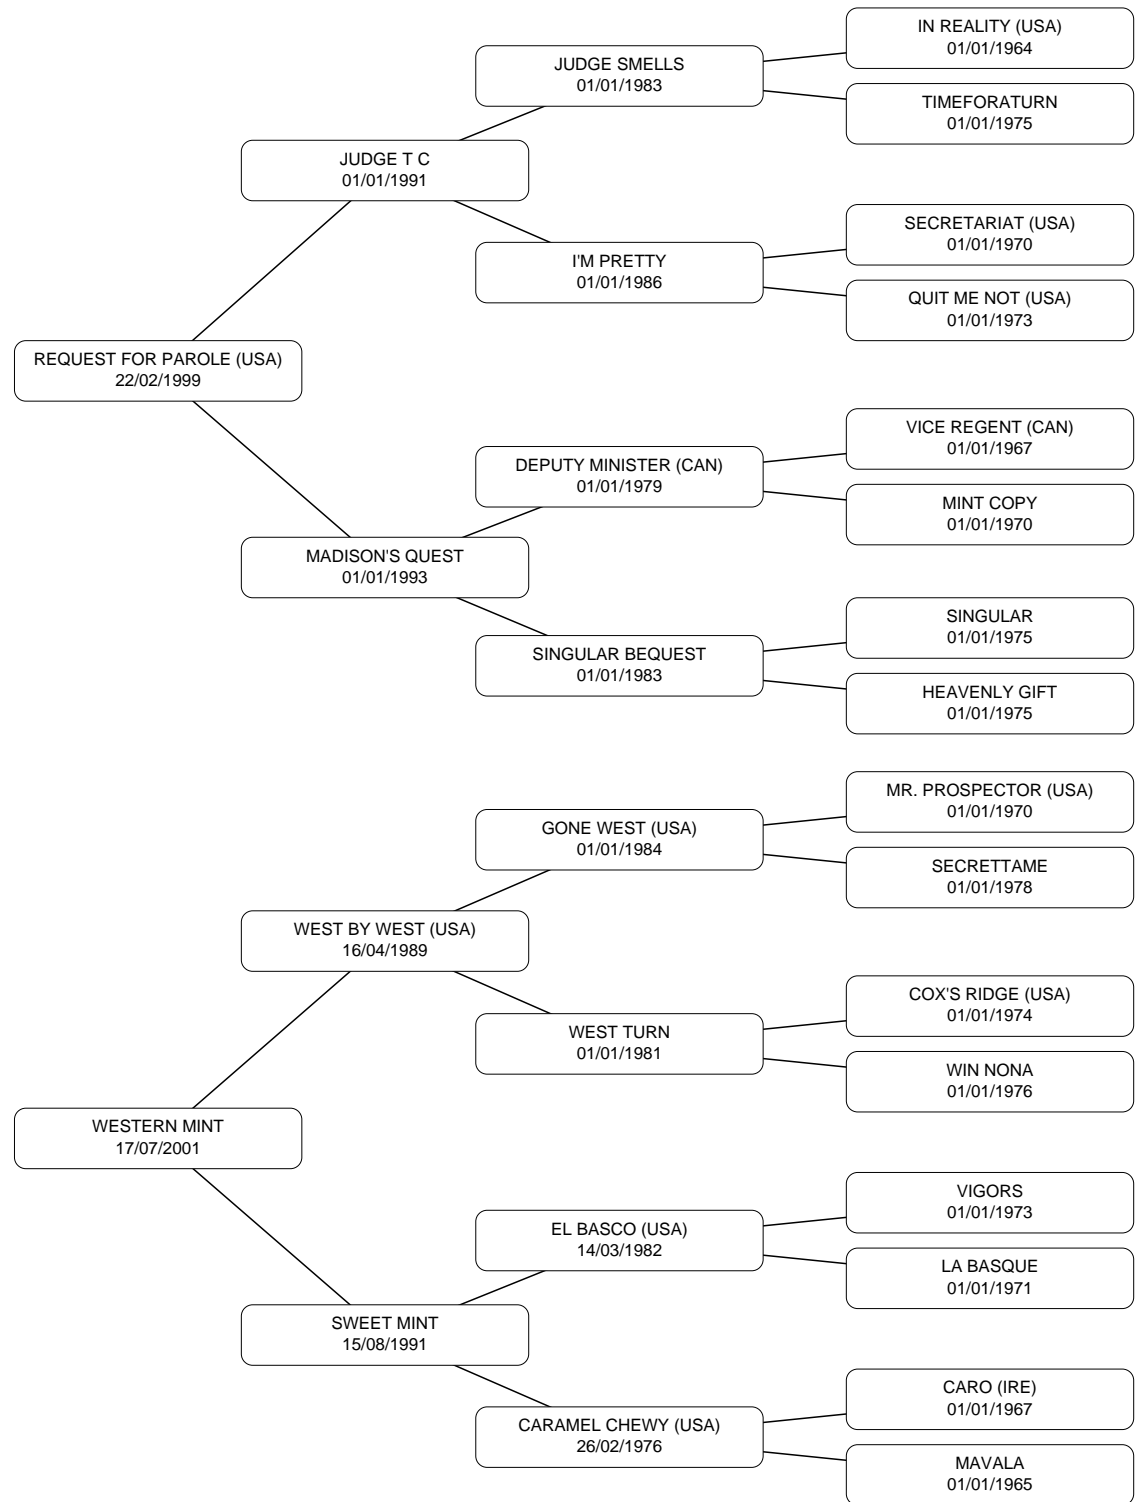 IN REALITY (USA)
01/01/1964
JUDGE SMELLS
01/01/1983
TIMEFORATURN
01/01/1975
JUDGE T C
01/01/1991
SECRETARIAT (USA)
01/01/1970
I'M PRETTY
01/01/1986
QUIT ME NOT (USA)
01/01/1973
REQUEST FOR PAROLE (USA)
22/02/1999
VICE REGENT (CAN)
01/01/1967
DEPUTY MINISTER (CAN)
01/01/1979
MINT COPY
01/01/1970
MADISON'S QUEST
01/01/1993
SINGULAR
01/01/1975
SINGULAR BEQUEST
01/01/1983
HEAVENLY GIFT
01/01/1975
MR. PROSPECTOR (USA)
01/01/1970
GONE WEST (USA)
01/01/1984
SECRETTAME
01/01/1978
WEST BY WEST (USA)
16/04/1989
COX'S RIDGE (USA)
01/01/1974
WEST TURN
01/01/1981
WIN NONA
01/01/1976
WESTERN MINT
17/07/2001
VIGORS
01/01/1973
EL BASCO (USA)
14/03/1982
LA BASQUE
01/01/1971
SWEET MINT
15/08/1991
CARO (IRE)
01/01/1967
CARAMEL CHEWY (USA)
26/02/1976
MAVALA
01/01/1965